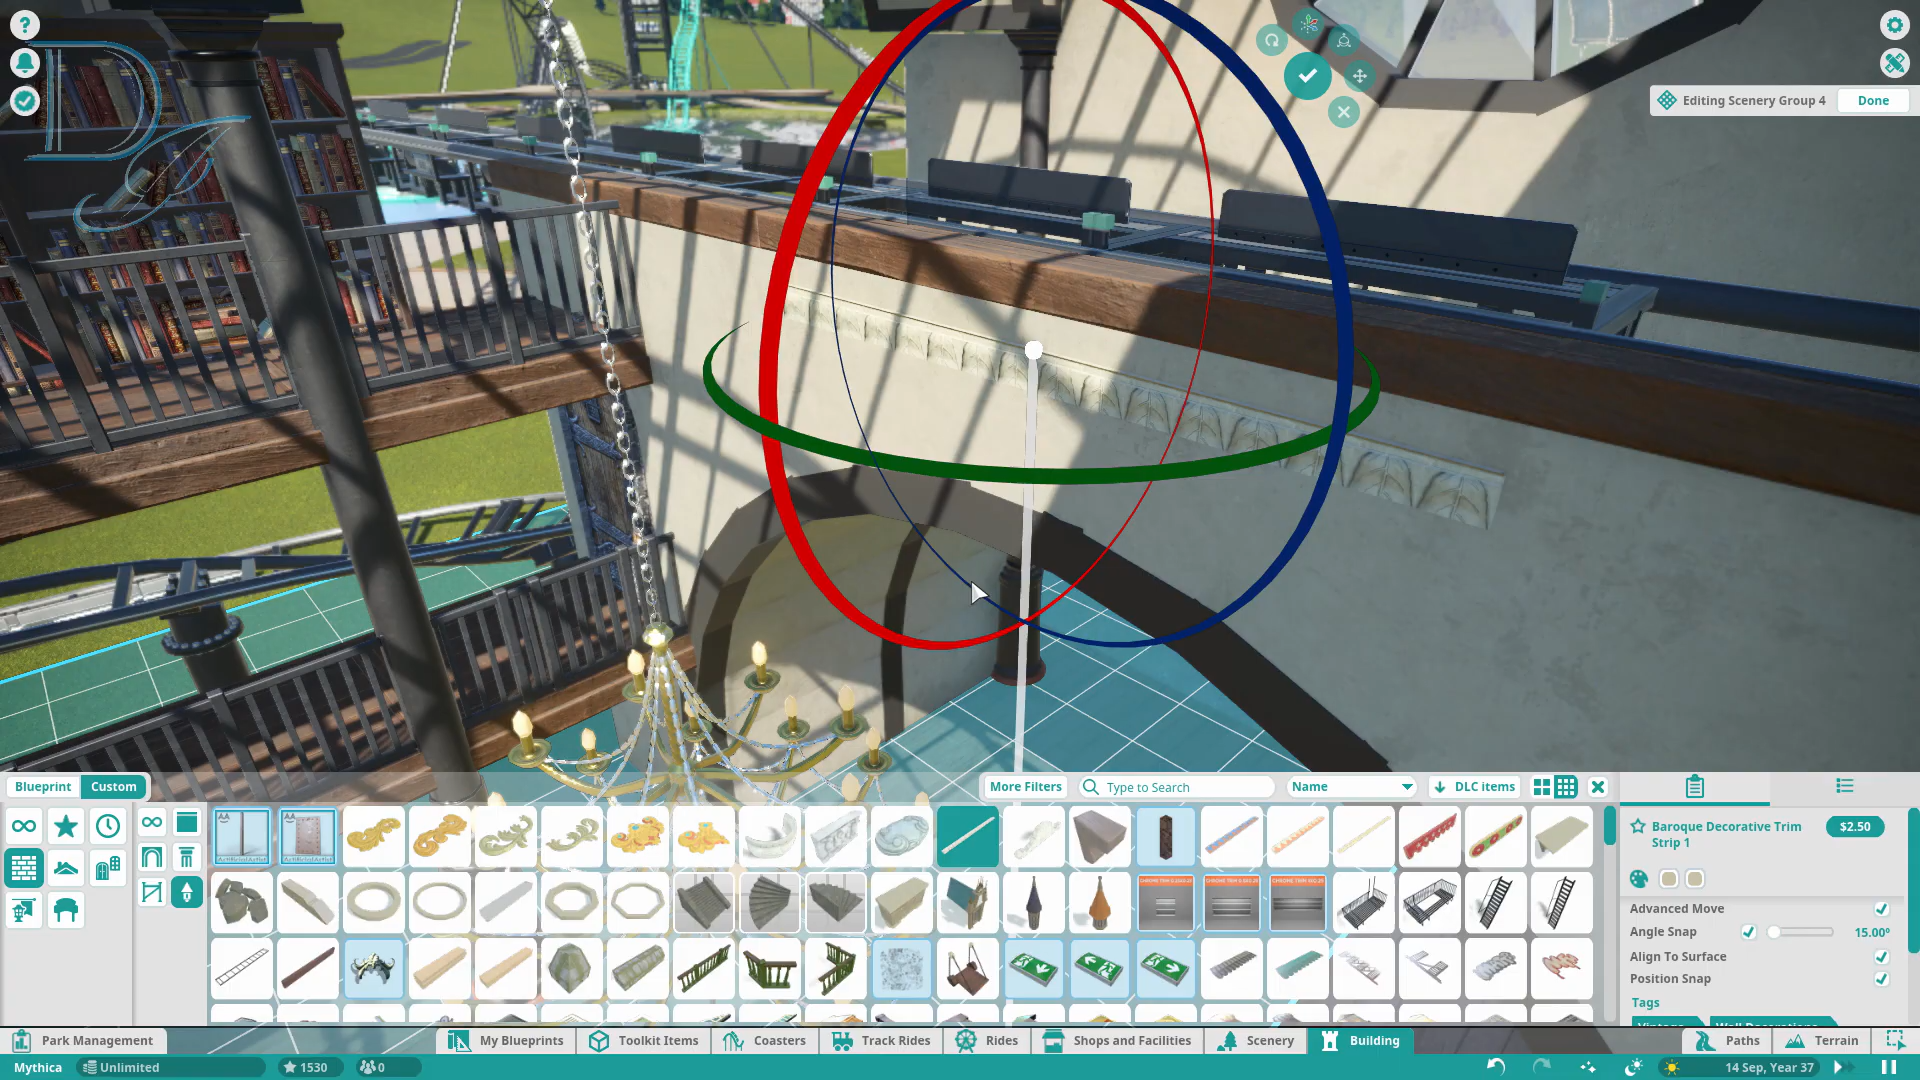 DJ
Editing Scenery Group 4
Done
Blueprint
Custom
More Filters
Type to Search
Name
DLC items
Baroque Decorative Trim
Strip 1
$2.50
Advanced Move
Angle Snap
15.00°
Align To Surface
Position Snap
Tags
Park Management
My Blueprints
Toolkit Items
Coasters
Track Rides
Rides
Shops and Facilities
Scenery
Building
Paths
Terrain
Mythica
Unlimited
1530
0
14 Sep, Year 37